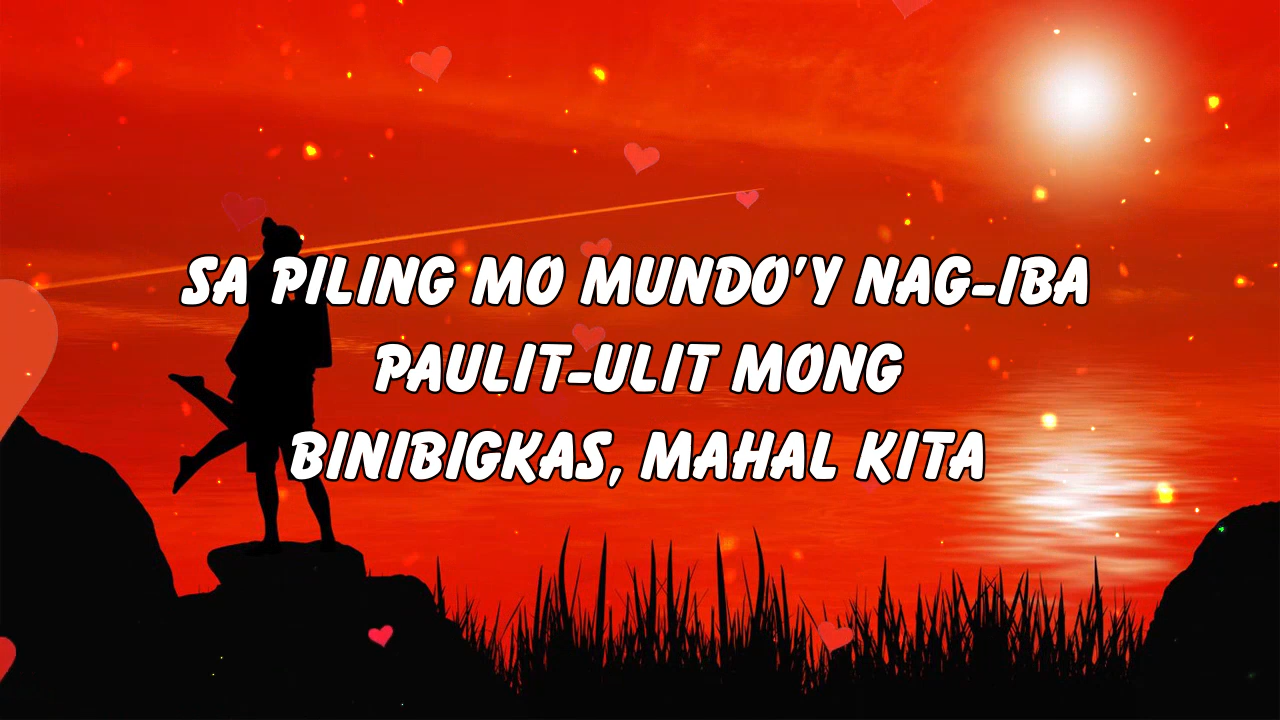 SA PILING MO MUNDO'Y NAG-IBA
PAULIT-ULIT MONG
BINIBIGKAS, MAHAL KITA